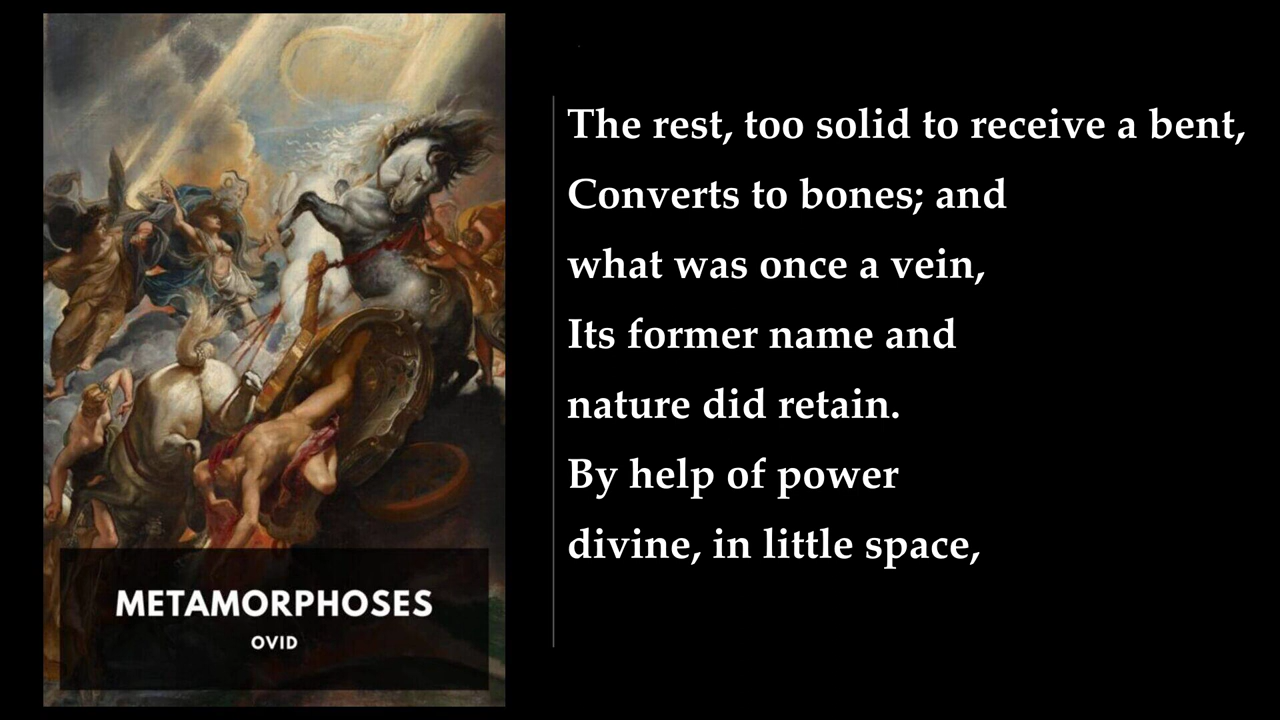 METAMORPHOSES
OVID
The rest, too solid to receive a bent,
Converts to bones; and
what was once a vein,
Its former name and
nature did retain.
By help of power
divine, in little space,